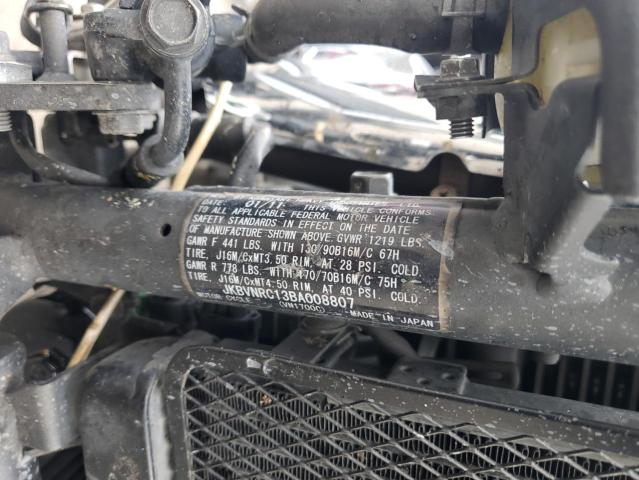 DATE: 01/11
THIS VEHICLE CONFORMS
TO ALL APPLICABLE FEDERAL MOTOR VEHICLE
SAFETY STANDARDS IN EFFECT ON THE DATE
OF MANUFACTURE SHOWN ABOVE. GVWR 1219 LBS.
GAWR F 441 LBS. WITH 130/90B16M/C 67H
TIRE, J16M/CxMT3.50 RIM, AT 28 PSI. COLD.
GAWR R 778 LBS. WITH 170/70B16M/C 75H
TIRE, J16M/CxMT4.50 RIM, AT 40 PSI. COLD.
JKBVNRC13BA008807
MOTOR CYCLE (VN1700C) MADE IN JAPAN